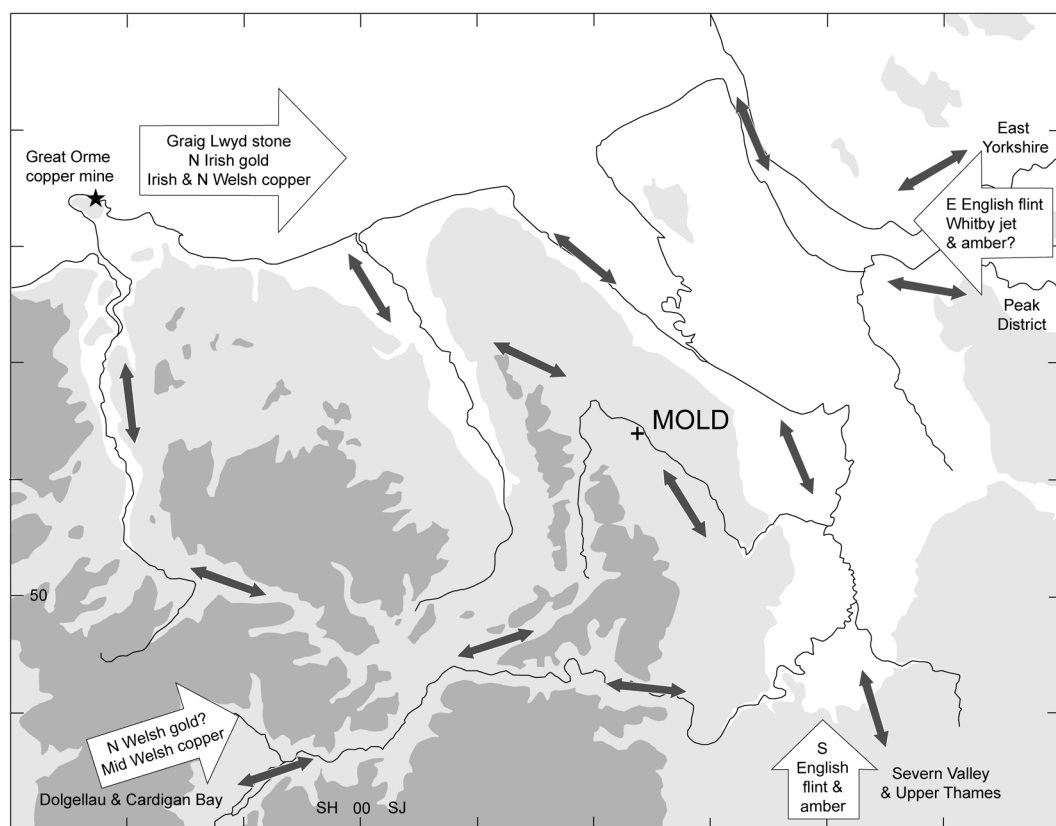 Great Orme
copper mine
Graig Lwyd stone
N Irish gold
Irish & N Welsh copper
East
Yorkshire
E English flint
Whitby jet
& amber?
Peak
District
MOLD
50
N Welsh gold?
Mid Welsh copper
Dolgellau & Cardigan Bay
SH 00 SJ
S
English
flint &
amber
Severn Valley
& Upper Thames